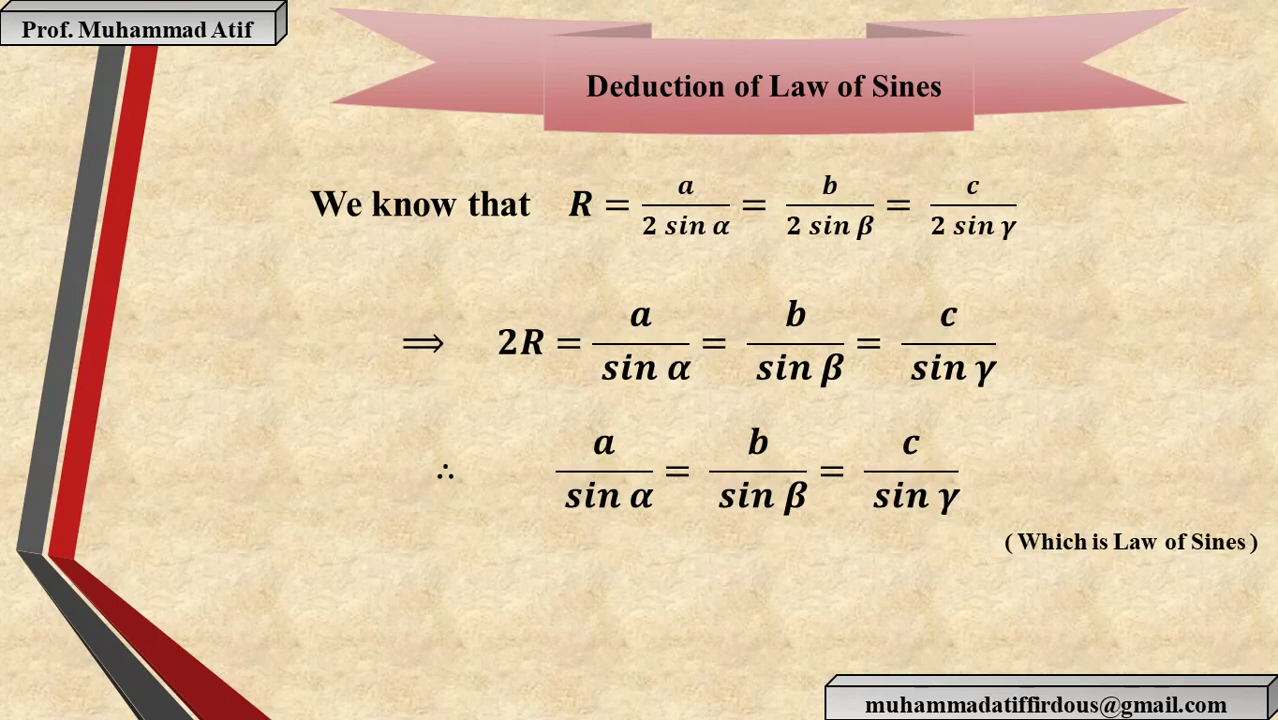 Prof. Muhammad Atif
Deduction of Law of Sines
We know that R = a / (2 sin α) = b / (2 sin β) = c / (2 sin γ)
⟹ 2R = a / (sin α) = b / (sin β) = c / (sin γ)
∴ a / (sin α) = b / (sin β) = c / (sin γ)
( Which is Law of Sines )
muhammadatiffirdous@gmail.com